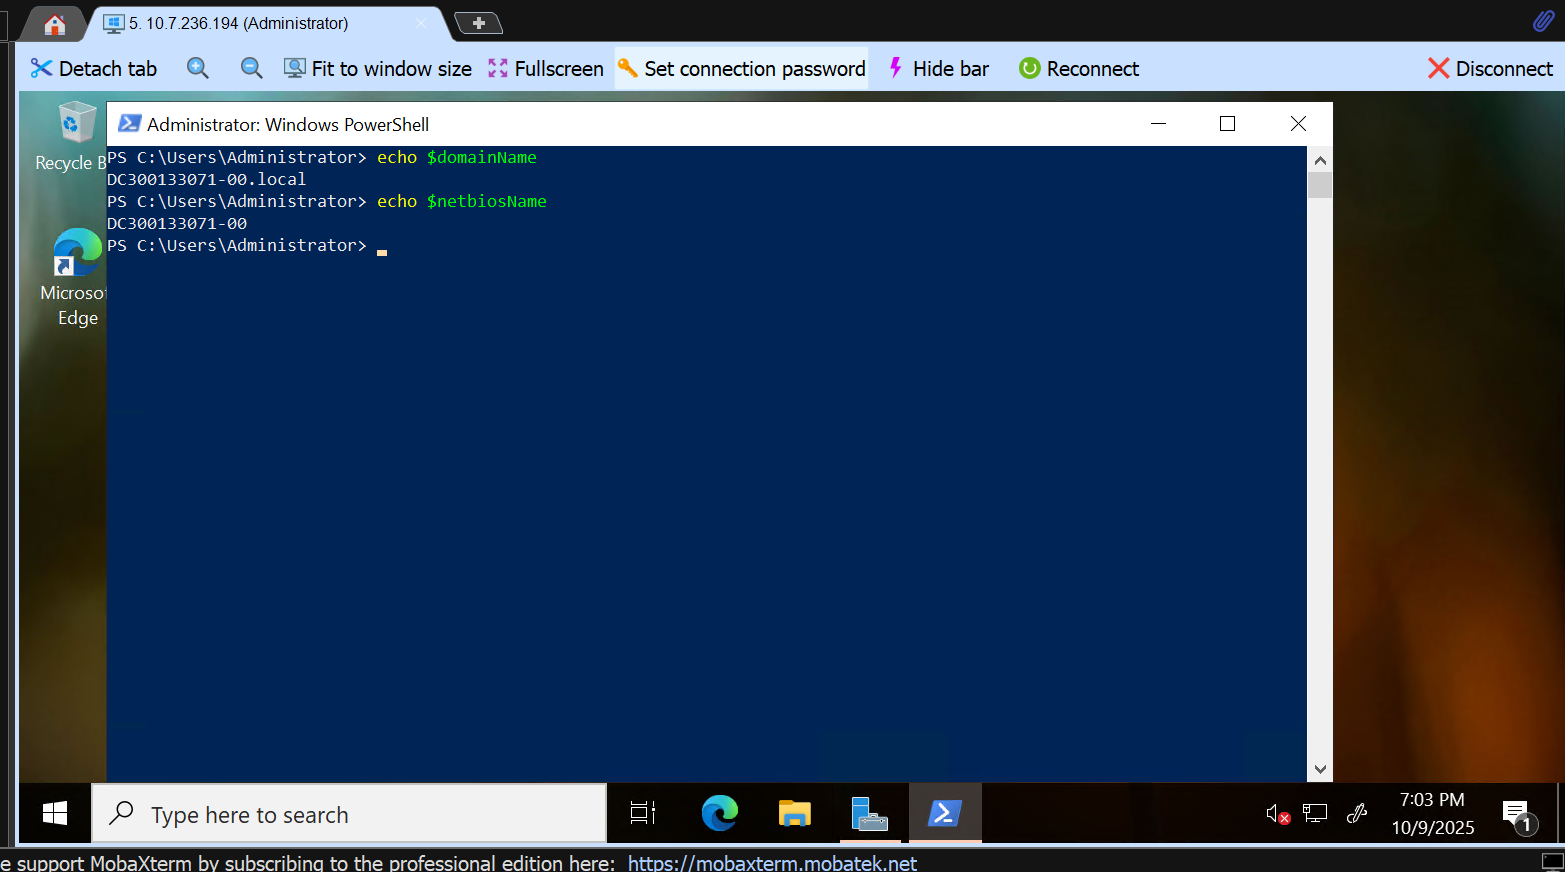 5. 10.7.236.194 (Administrator)
Detach tab
Fit to window size
Fullscreen
Set connection password
Hide bar
Reconnect
Disconnect
Recycle B
Administrator: Windows PowerShell
PS C:\Users\Administrator> echo $domainName
DC300133071-00.local
PS C:\Users\Administrator> echo $netbiosName
DC300133071-00
PS C:\Users\Administrator>
Microsof
Edge
Type here to search
7:03 PM
10/9/2025
1
e support MobaXterm by subscribing to the professional edition here: https://mobaxterm.mobatek.net